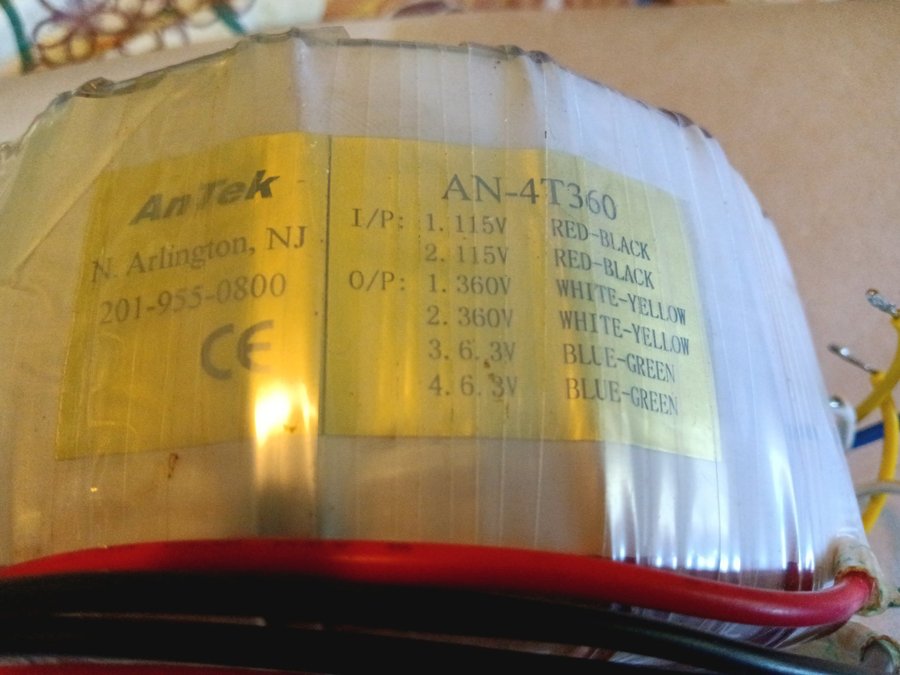 AnTek
N. Arlington, NJ
201-955-0800
CE
AN-4T360
I/P: 1. 115V RED-BLACK
2. 115V RED-BLACK
O/P: 1. 360V WHITE-YELLOW
2. 360V WHITE-YELLOW
3. 6. 3V BLUE-GREEN
4. 6. 3V BLUE-GREEN